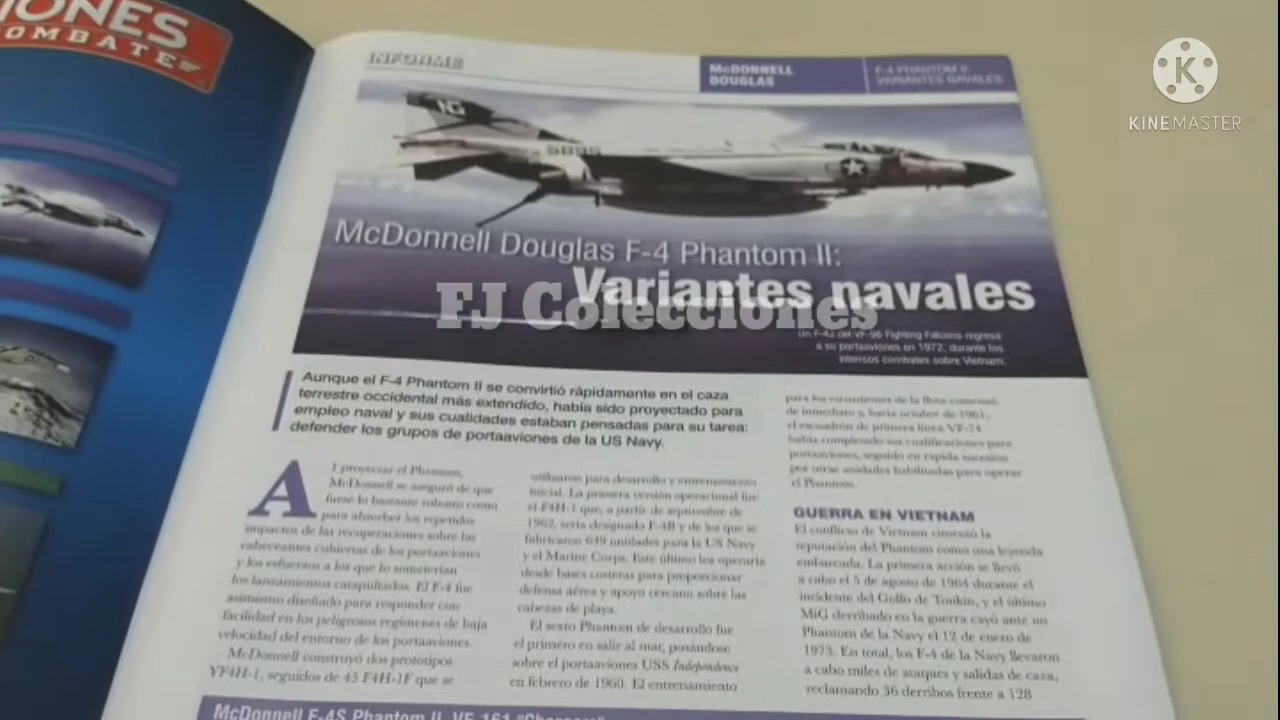 IONES
OMBATE
INFORME
McDONNELL
DOUGLAS
F-4 PHANTOM II:
VARIANTES NAVALES
K
KINEMASTER
NG
5895
McDonnell Douglas F-4 Phantom II:
Variantes navales
FJ Colecciones
Un F-4J del VF-96 Fighting Falcons regresa
a su portaaviones en 1972, durante los
intensos combates sobre Vietnam.
Aunque el F-4 Phantom II se convirtió rápidamente en el caza
terrestre occidental más extendido, había sido proyectado para
empleo naval y sus cualidades estaban pensadas para su tarea:
defender los grupos de portaaviones de la US Navy.
Al proyectar el Phantom,
McDonnell se aseguró de que
fuese lo bastante robusto como
para absorber los repetidos
impactos de las recuperaciones sobre las
cabeceantes cubiertas de los portaaviones
y los esfuerzos a los que lo someterían
los lanzamientos catapultados. El F-4 fue
asimismo diseñado para responder con
facilidad en los peligrosos regímenes de baja
velocidad del entorno de los portaaviones.
McDonnell construyó dos prototipos
YF4H-1, seguidos de 45 F4H-1F que se
utilizaron para desarrollo y entrenamiento
inicial. La primera versión operacional fue
el F4H-1 que, a partir de septiembre de
1962, sería designado F-4B y de los que se
fabricaron 649 unidades para la US Navy
y el Marine Corps. Este último los operaría
desde bases costeras para proporcionar
defensa aérea y apoyo cercano sobre las
cabezas de playa.
El sexto Phantom de desarrollo fue
el primero en salir al mar, posándose
sobre el portaaviones USS Independence
en febrero de 1960. El entrenamiento
para los escuadrones de la flota comenzó
de inmediato y, hacia octubre de 1961,
el escuadrón de primera línea VF-74
había completado sus cualificaciones para
portaaviones, seguido en rápida sucesión
por otras unidades habilitadas para operar
el Phantom.
GUERRA EN VIETNAM
El conflicto de Vietnam cimentó la
reputación del Phantom como una leyenda
embarcada. La primera acción se llevó
a cabo el 5 de agosto de 1964 durante el
incidente del Golfo de Tonkín, y el último
MiG derribado en la guerra cayó ante un
Phantom de la Navy el 12 de enero de
1973. En total, los F-4 de la Navy llevaron
a cabo miles de ataques y salidas de caza,
reclamando 36 derribos frente a 128
McDonnell F-4S Phantom II, VF-161 "Chargers"